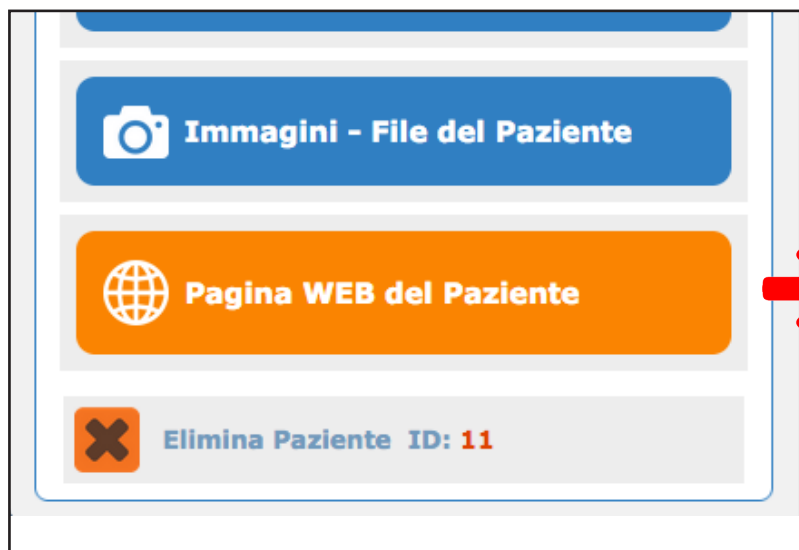 Immagini - File del Paziente
Pagina WEB del Paziente
Elimina Paziente ID: 11